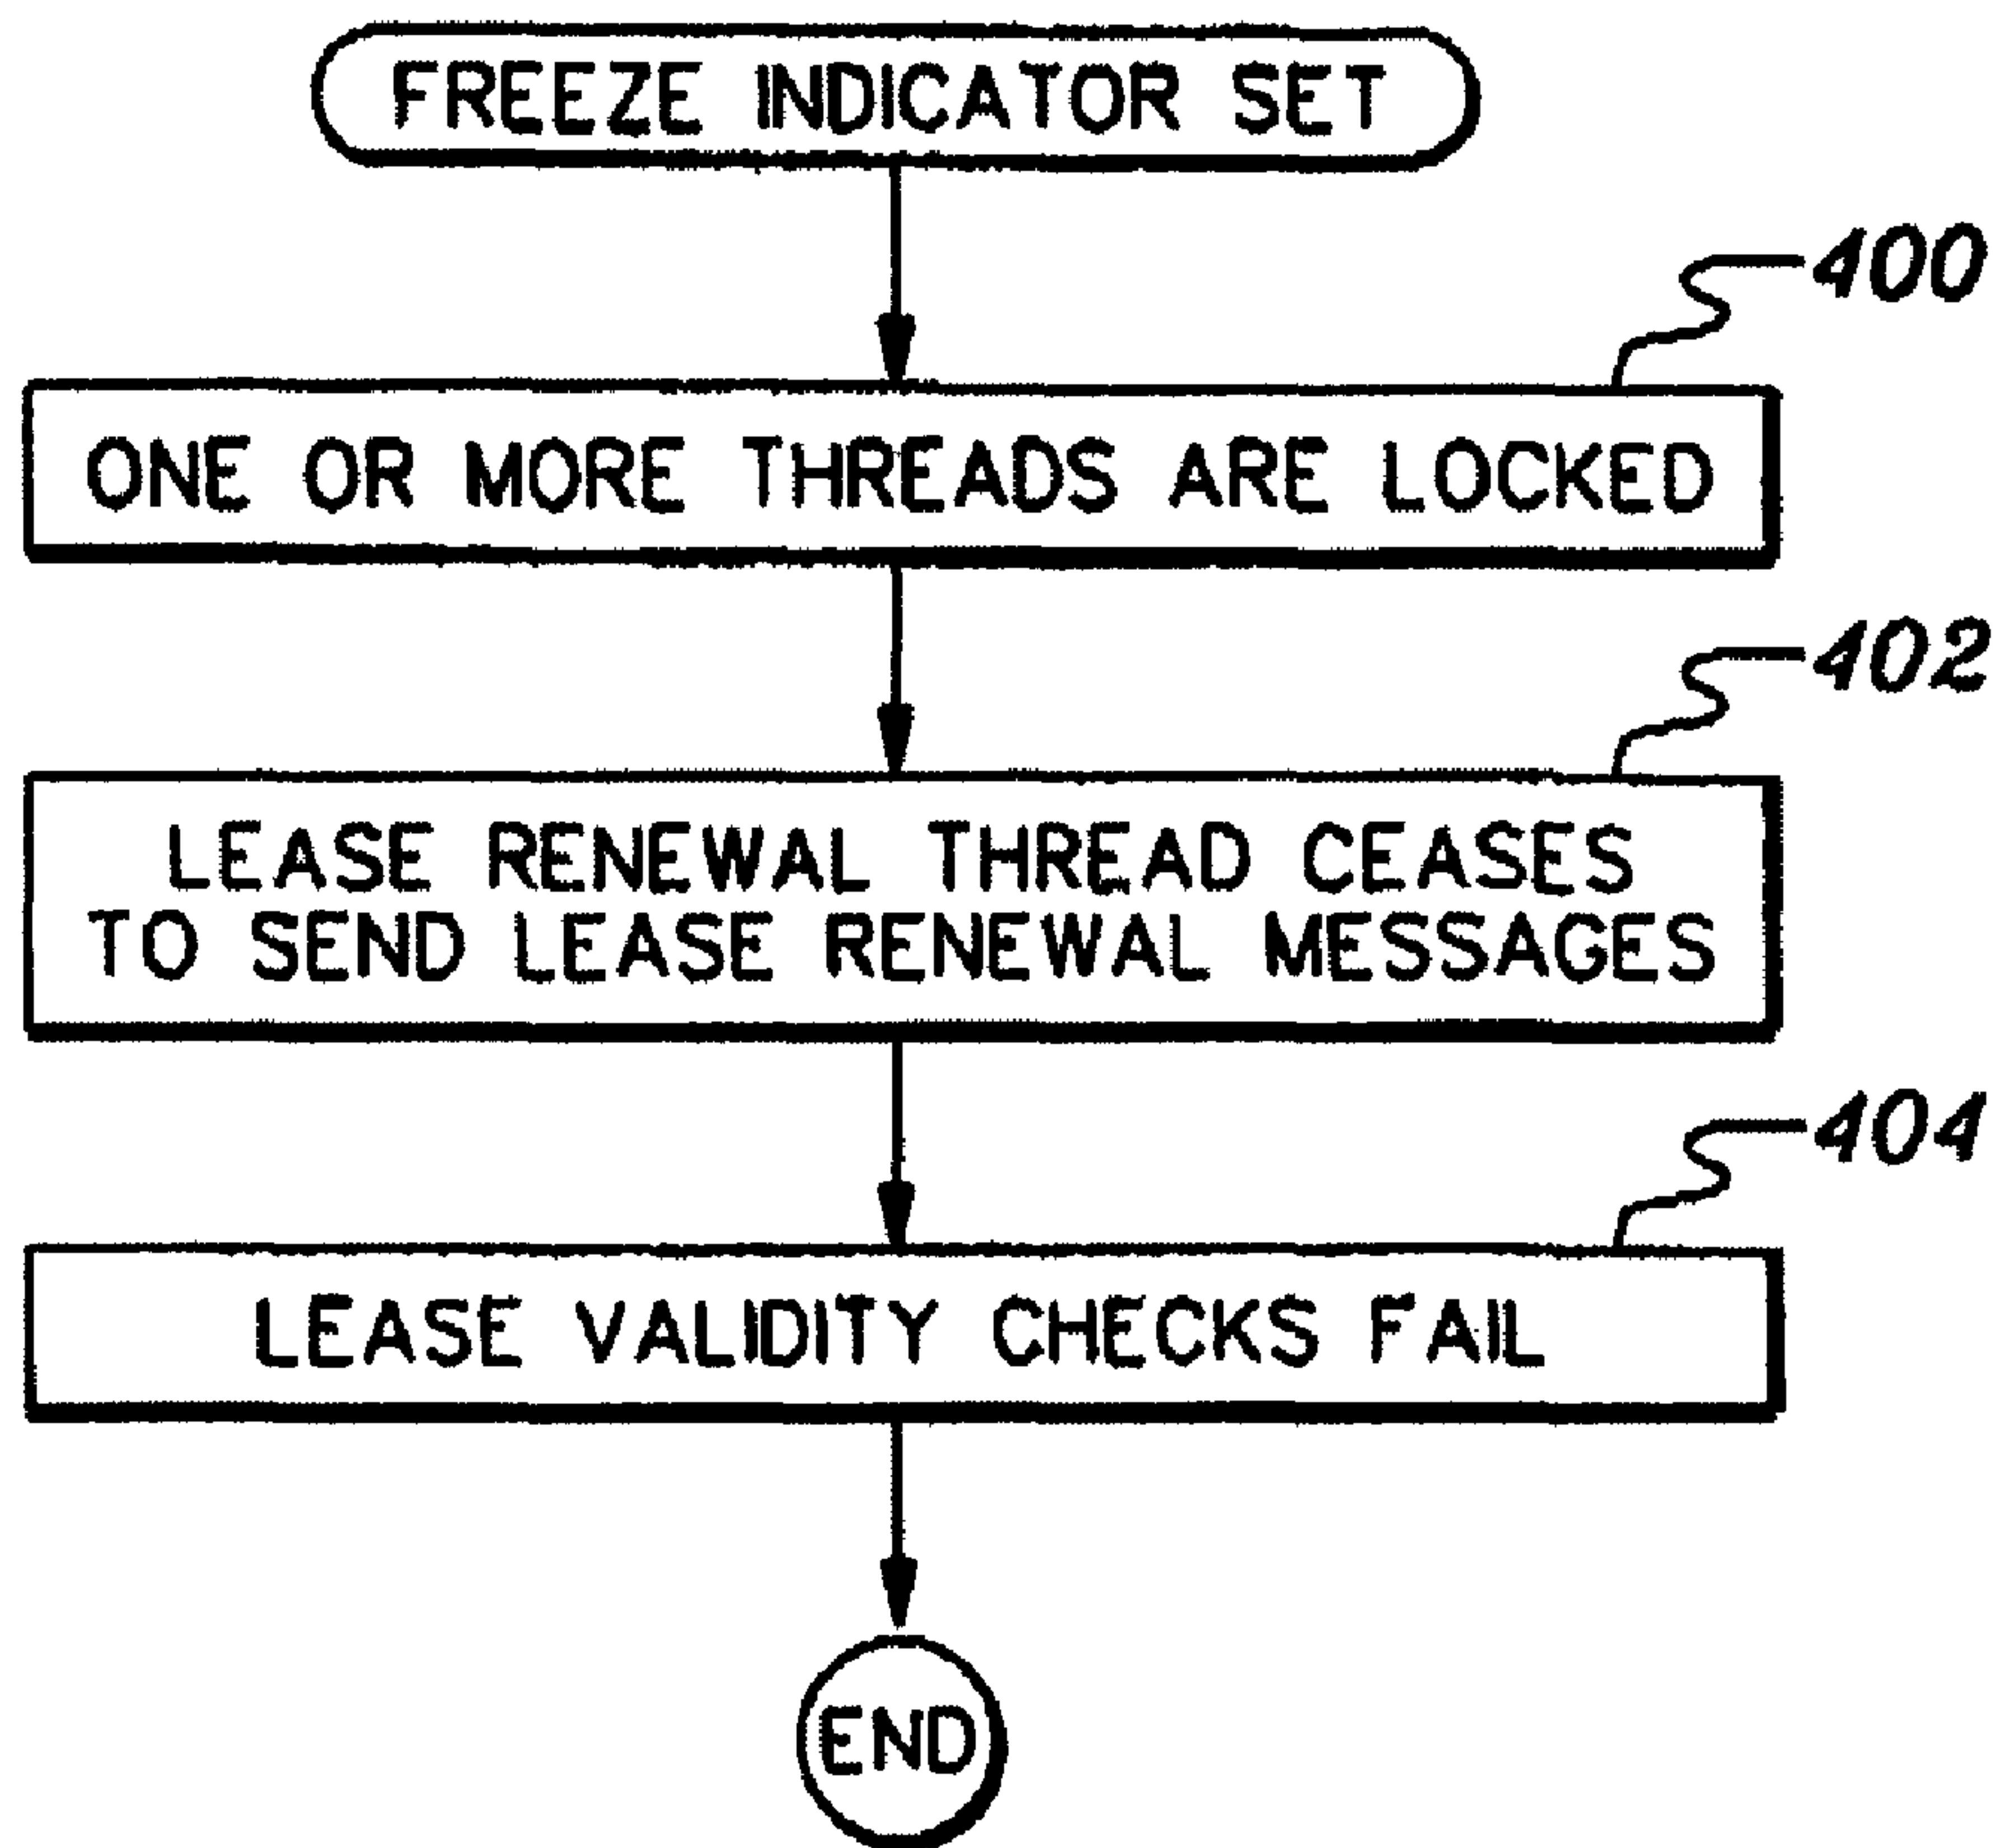 FREEZE INDICATOR SET
400
ONE OR MORE THREADS ARE LOCKED
402
LEASE RENEWAL THREAD CEASES
TO SEND LEASE RENEWAL MESSAGES
404
LEASE VALIDITY CHECKS FAIL
END